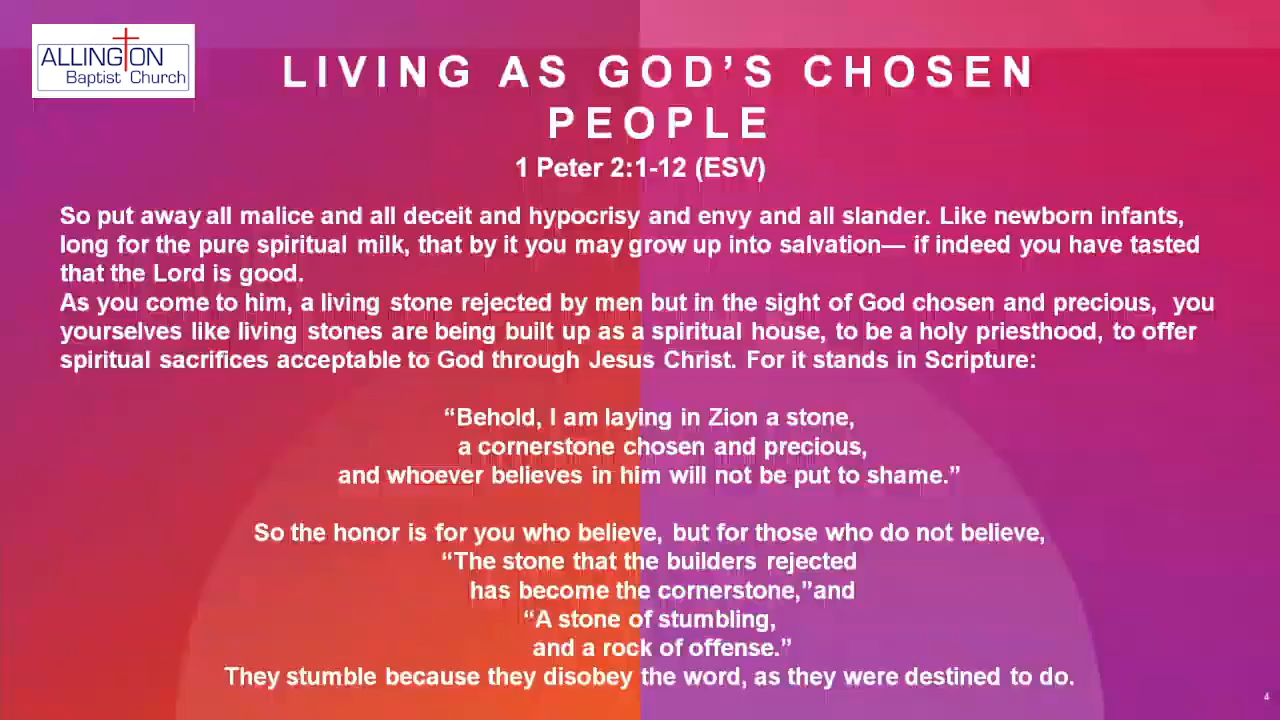 ALLINGTON
Baptist Church
LIVING AS GOD’S CHOSEN
PEOPLE
1 Peter 2:1-12 (ESV)
So put away all malice and all deceit and hypocrisy and envy and all slander. Like newborn infants,
long for the pure spiritual milk, that by it you may grow up into salvation— if indeed you have tasted
that the Lord is good.
As you come to him, a living stone rejected by men but in the sight of God chosen and precious, you
yourselves like living stones are being built up as a spiritual house, to be a holy priesthood, to offer
spiritual sacrifices acceptable to God through Jesus Christ. For it stands in Scripture:
“Behold, I am laying in Zion a stone,
a cornerstone chosen and precious,
and whoever believes in him will not be put to shame.”
So the honor is for you who believe, but for those who do not believe,
“The stone that the builders rejected
has become the cornerstone,”and
“A stone of stumbling,
and a rock of offense.”
They stumble because they disobey the word, as they were destined to do.
4